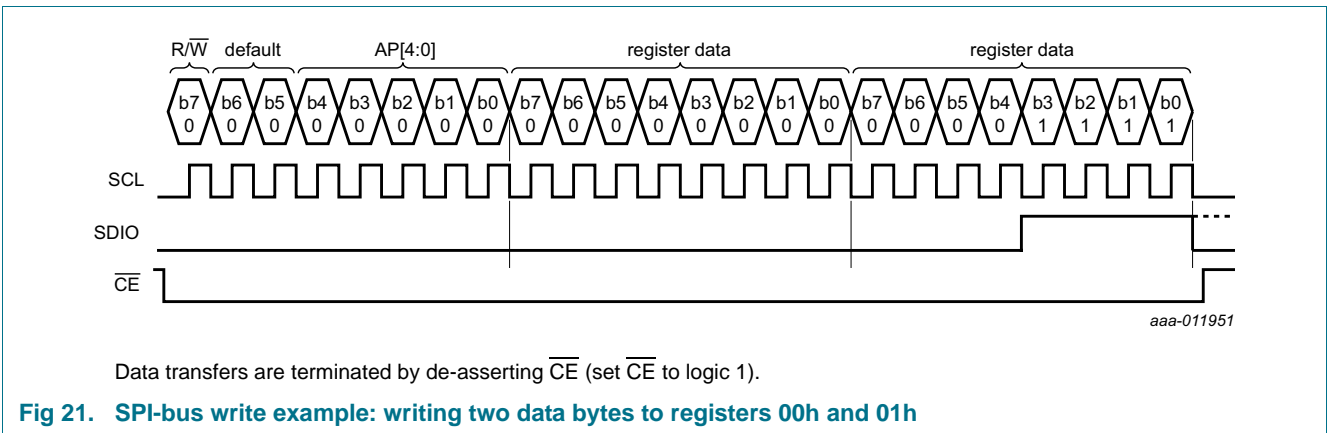 R/W default AP[4:0] register data register data
b7 b6 b5 b4 b3 b2 b1 b0 b7 b6 b5 b4 b3 b2 b1 b0 b7 b6 b5 b4 b3 b2 b1 b0
0 0 0 0 0 0 0 0 0 0 0 0 0 0 0 0 0 0 0 0 1 1 1 1
SCL
SDIO
CE
aaa-011951
Data transfers are terminated by de-asserting CE (set CE to logic 1).
Fig 21. SPI-bus write example: writing two data bytes to registers 00h and 01h